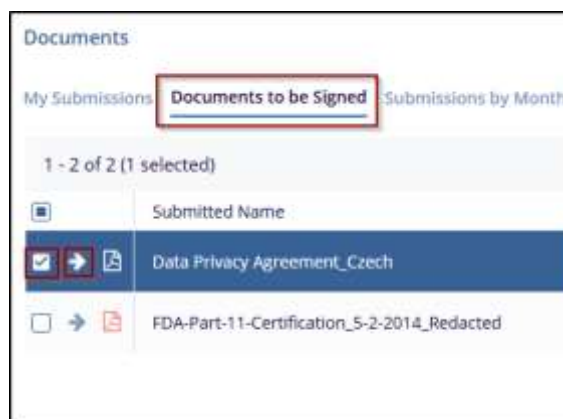 Documents
My Submissions Documents to be Signed Submissions by Month
1 - 2 of 2 (1 selected)
Submitted Name
Data Privacy Agreement_Czech
FDA-Part-11-Certification_5-2-2014_Redacted